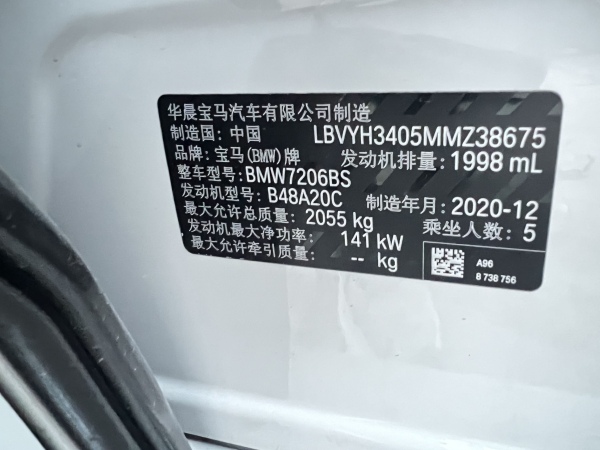 华晨宝马汽车有限公司制造
制造国: 中国 LBVYH3405MMZ38675
品牌: 宝马(BMW)牌 发动机排量: 1998 mL
整车型号: BMW7206BS
发动机型号: B48A20C 制造年月: 2020-12
最大允许总质量: 2055 kg 乘坐人数: 5
发动机最大净功率: 141 kW
最大允许牵引质量: -- kg
A96
8 738 756